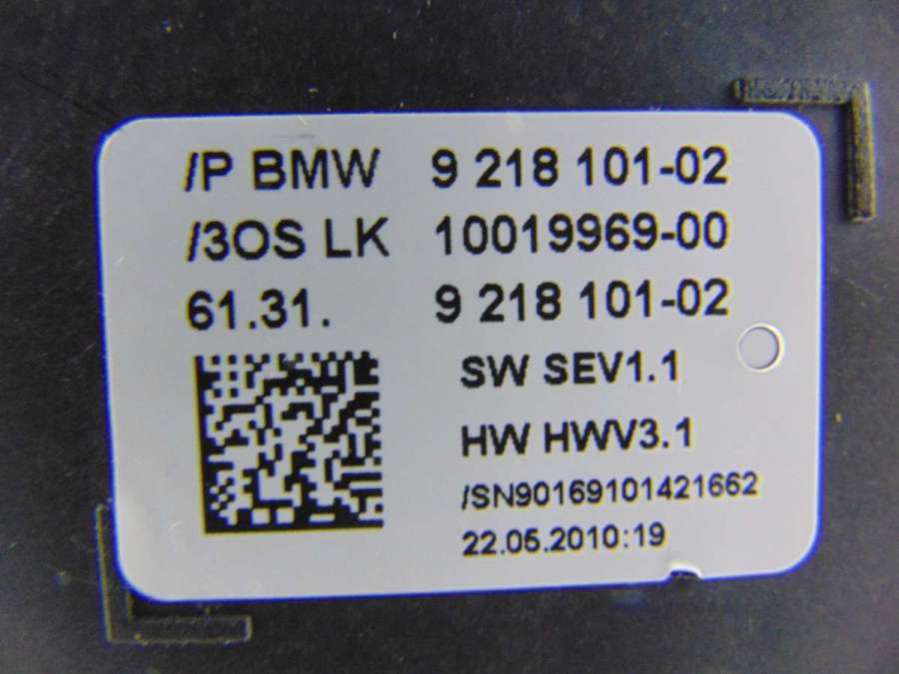 /P BMW 9 218 101-02
/3OS LK 10019969-00
61.31. 9 218 101-02
SW SEV1.1
HW HWV3.1
/SN90169101421662
22.05.2010:19